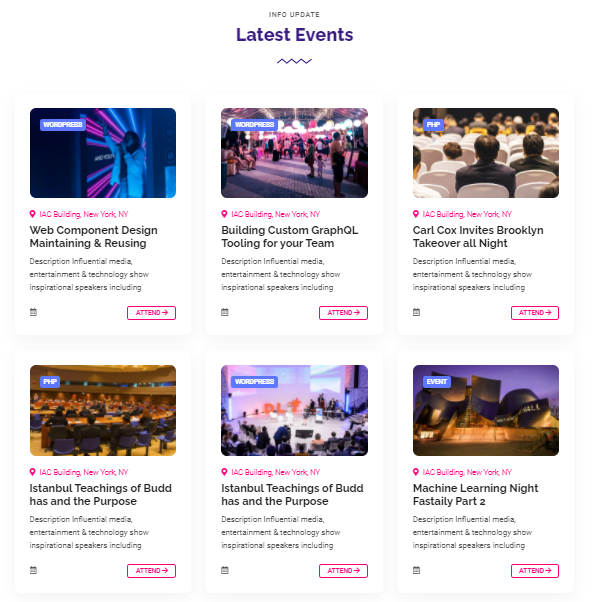 INFO UPDATE
Latest Events
WORDPRESS
IAC Building, New York, NY
Web Component Design
Maintaining & Reusing
Description Influential media,
entertainment & technology show
inspirational speakers including
ATTEND
WORDPRESS
IAC Building, New York, NY
Building Custom GraphQL
Tooling for your Team
Description Influential media,
entertainment & technology show
inspirational speakers including
ATTEND
PHP
IAC Building, New York, NY
Carl Cox Invites Brooklyn
Takeover all Night
Description Influential media,
entertainment & technology show
inspirational speakers including
ATTEND
PHP
IAC Building, New York, NY
Istanbul Teachings of Budd
has and the Purpose
Description Influential media,
entertainment & technology show
inspirational speakers including
ATTEND
WORDPRESS
IAC Building, New York, NY
Istanbul Teachings of Budd
has and the Purpose
Description Influential media,
entertainment & technology show
inspirational speakers including
ATTEND
EVENT
IAC Building, New York, NY
Machine Learning Night
Fastaily Part 2
Description Influential media,
entertainment & technology show
inspirational speakers including
ATTEND